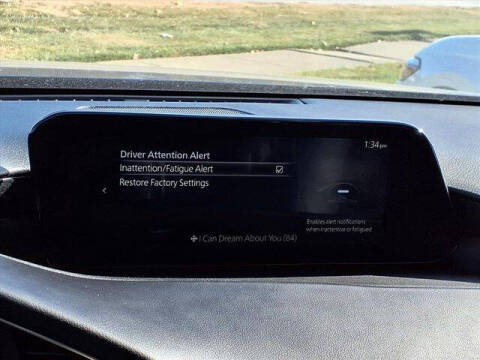 1:34pm
Driver Attention Alert
Inattention/Fatigue Alert
Restore Factory Settings
Enables alert notifications
when inattentive or fatigued
I Can Dream About You (84)